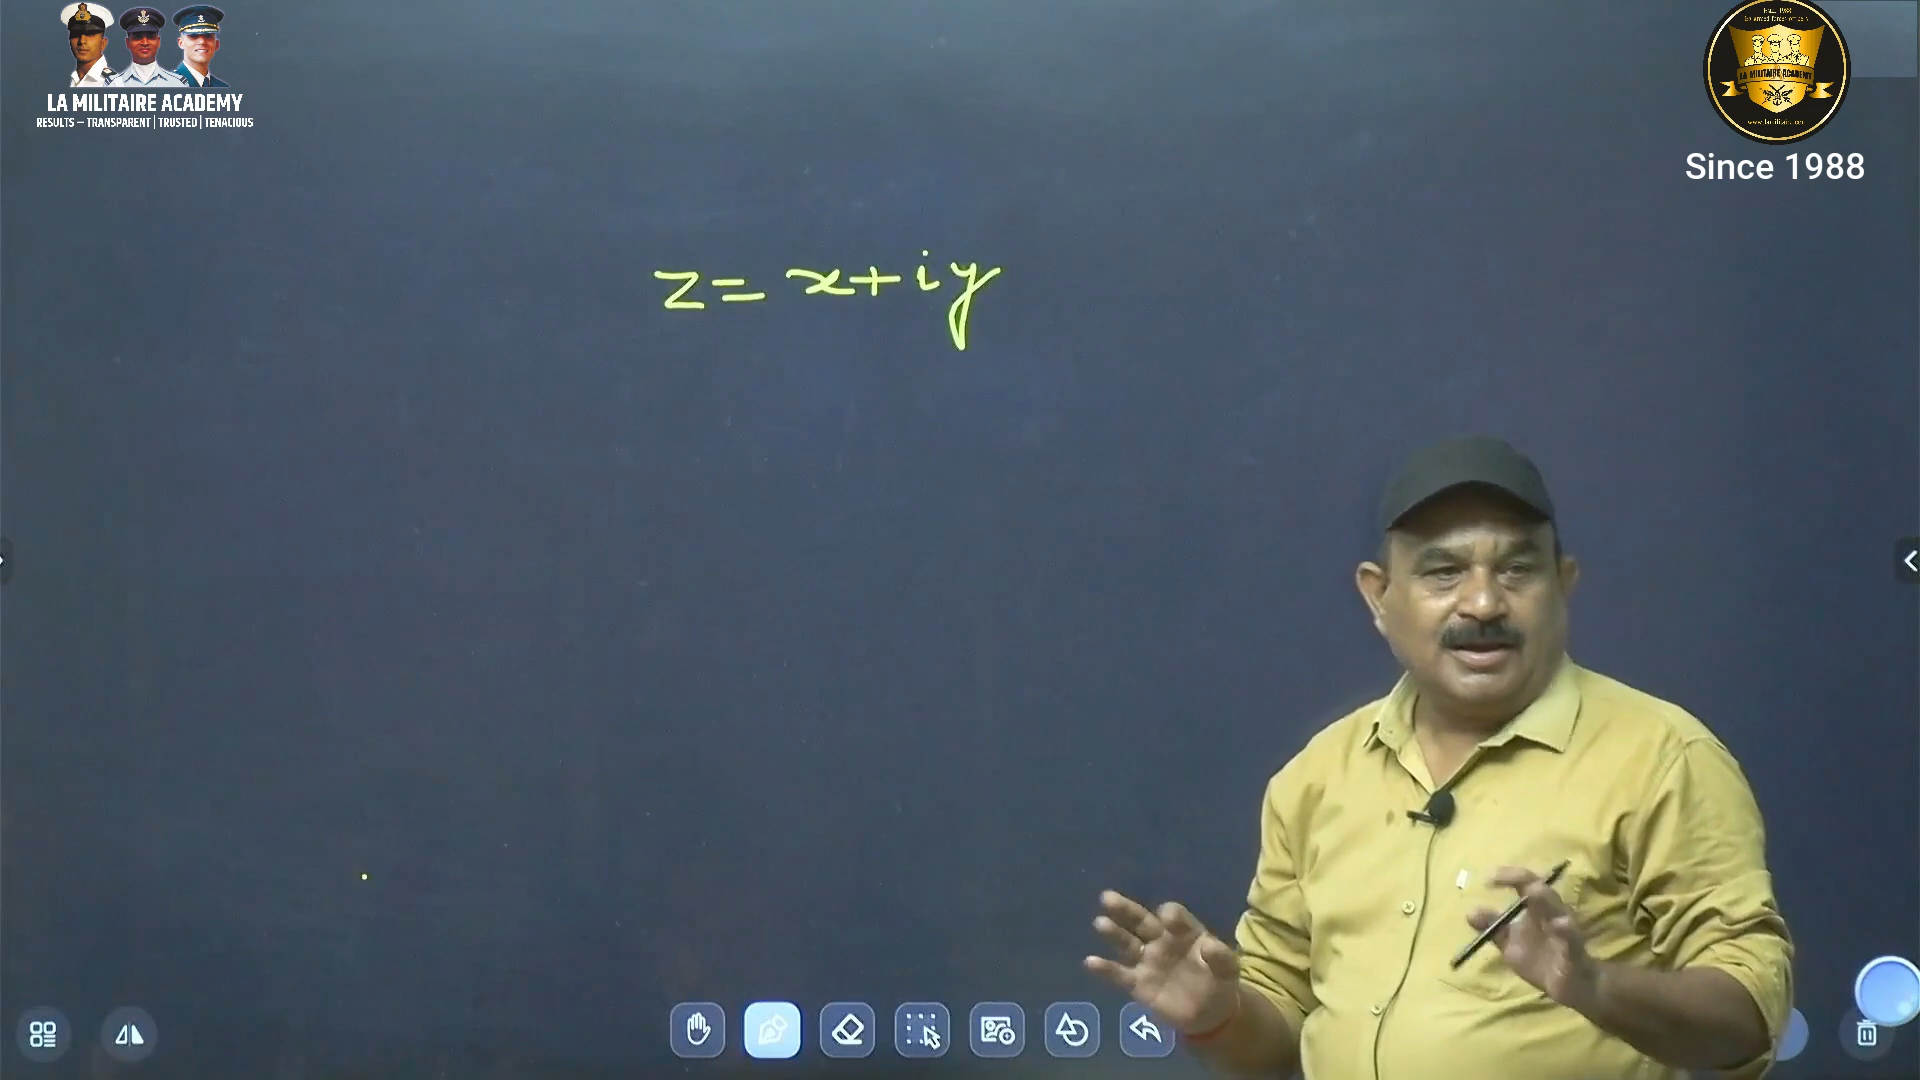 LA MILITAIRE ACADEMY
RESULTS – TRANSPARENT | TRUSTED | TENACIOUS
LA MILITAIRE ACADEMY
Since 1988
z = x + iy